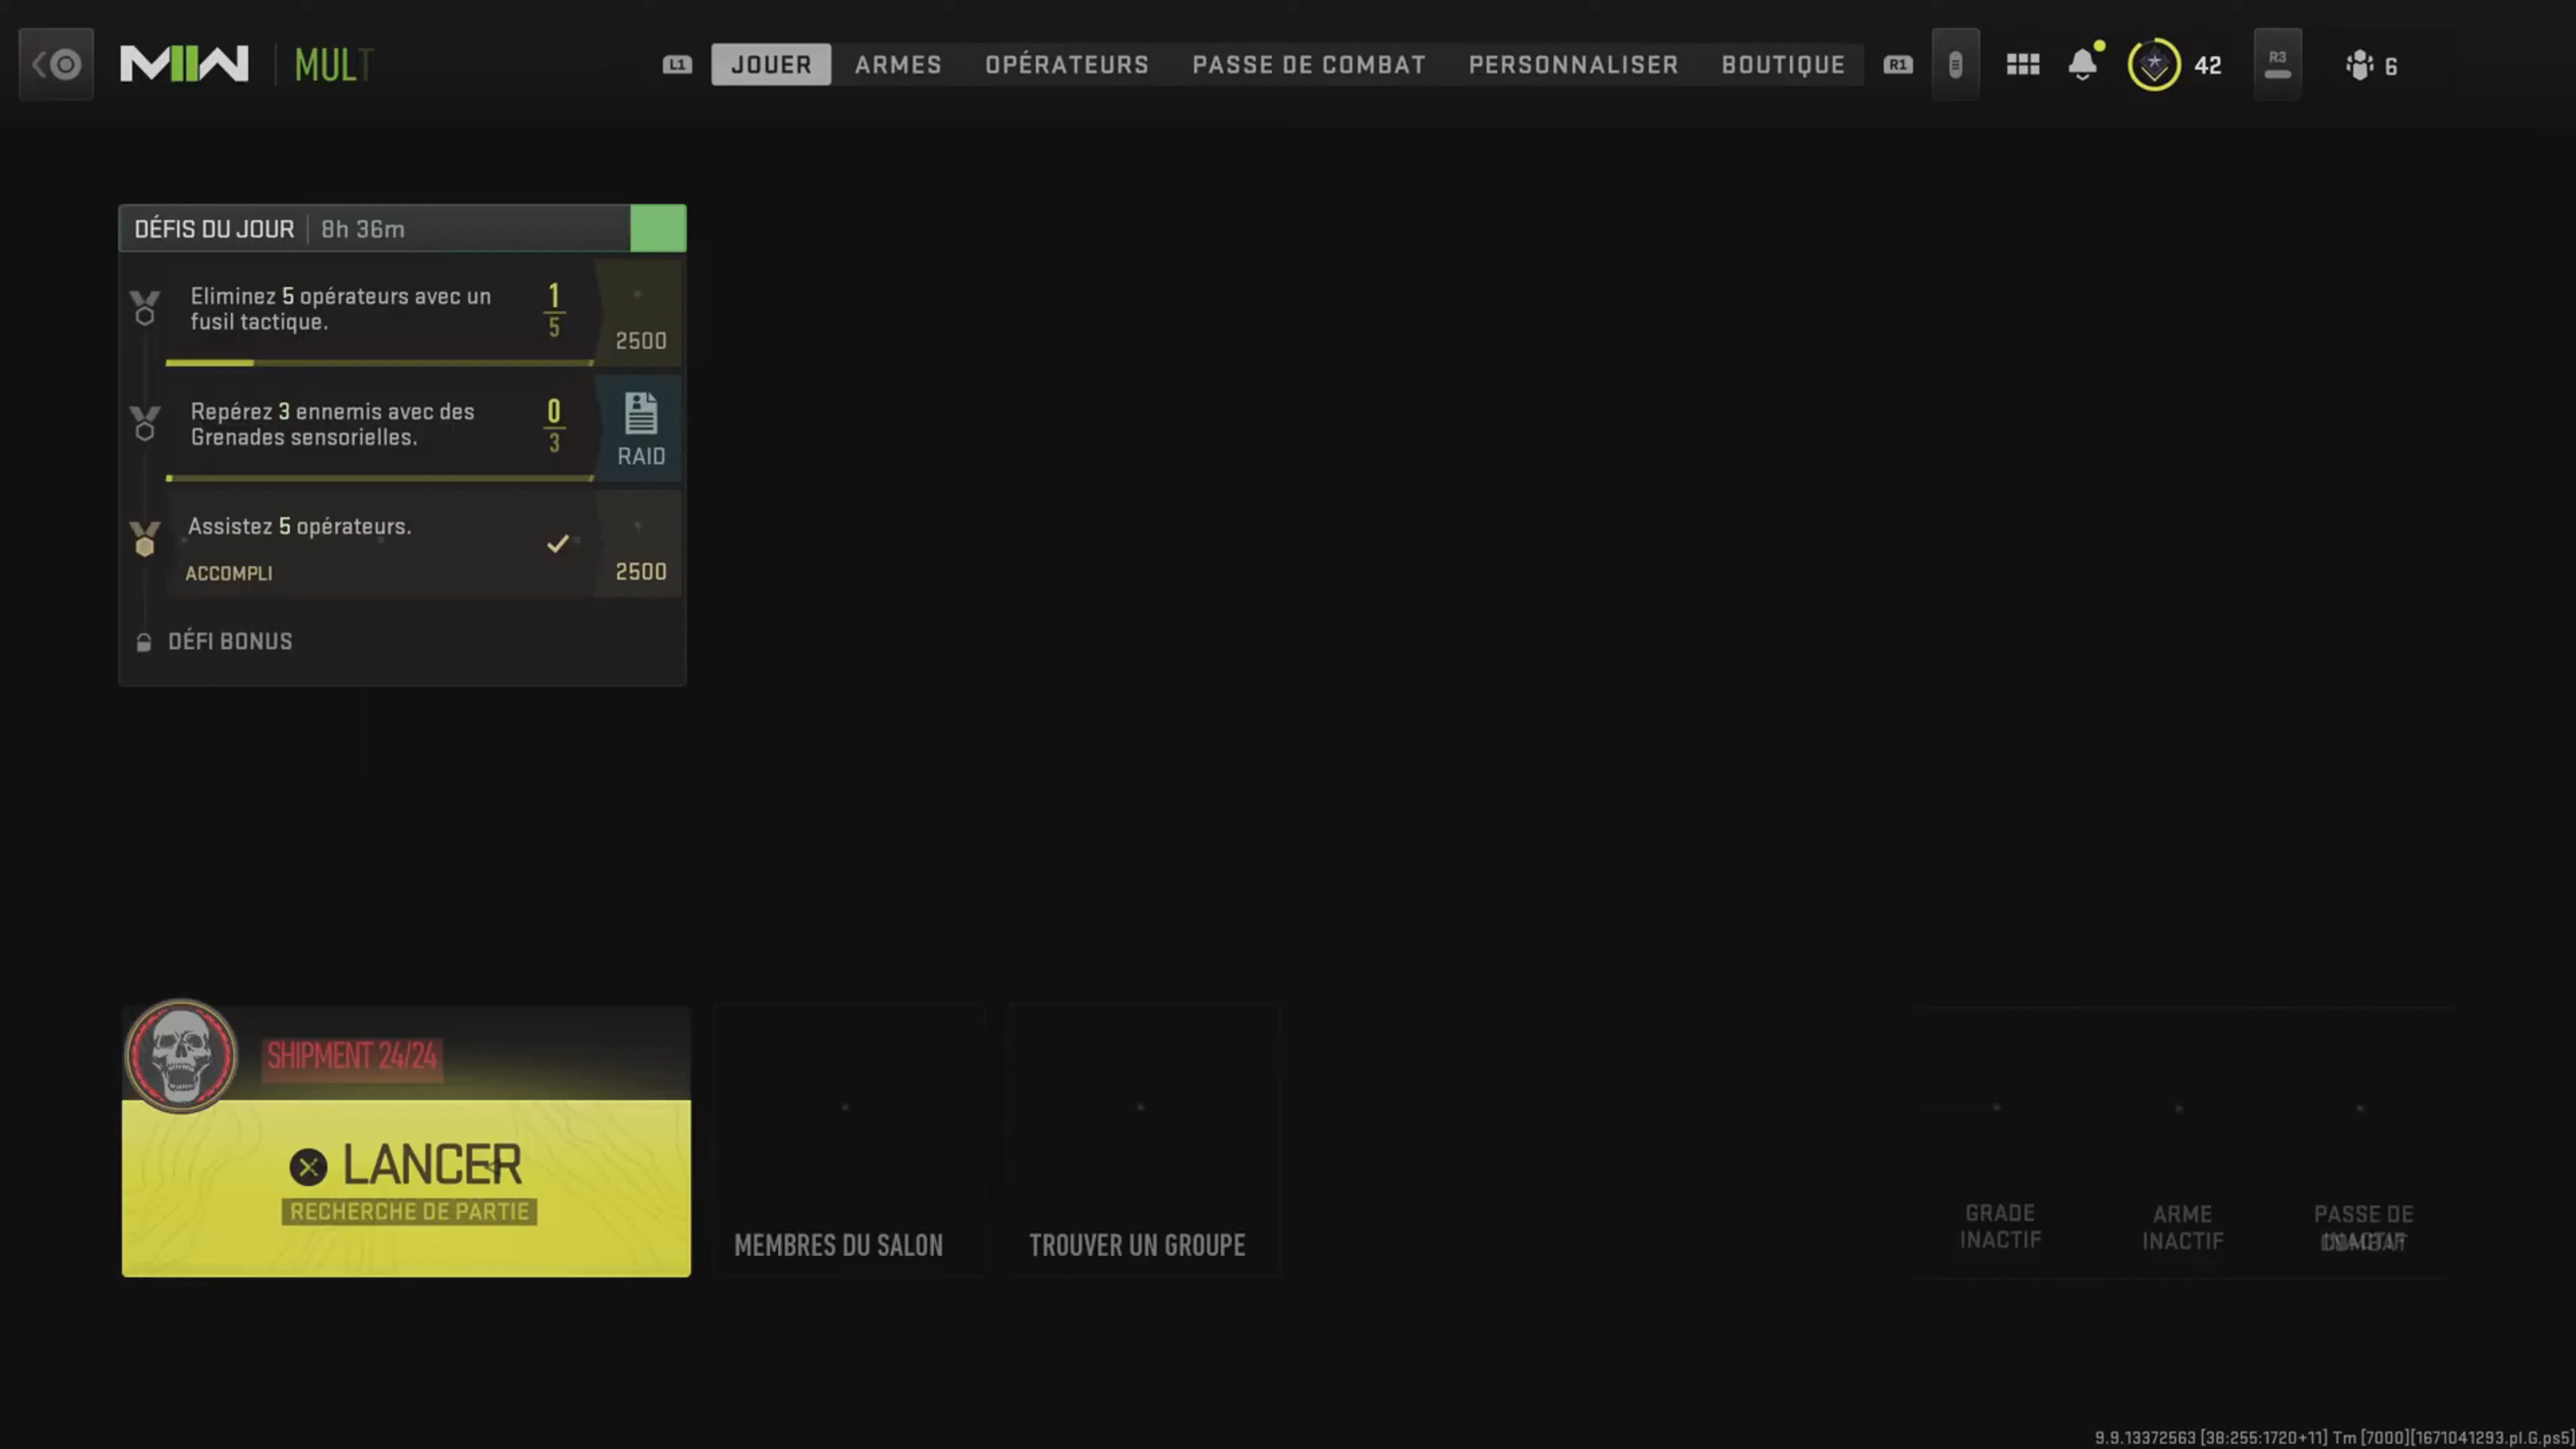 MIIW
MULT
L1
JOUER
ARMES
OPÉRATEURS
PASSE DE COMBAT
PERSONNALISER
BOUTIQUE
R1
42
R3
6
DÉFIS DU JOUR
8h 36m
Eliminez 5 opérateurs avec un
fusil tactique.
1
5
2500
Repérez 3 ennemis avec des
Grenades sensorielles.
0
3
RAID
Assistez 5 opérateurs.
ACCOMPLI
2500
DÉFI BONUS
SHIPMENT 24/24
LANCER
RECHERCHE DE PARTIE
MEMBRES DU SALON
TROUVER UN GROUPE
GRADE
INACTIF
ARME
INACTIF
PASSE DE
COMBAT
INACTIF
9.9.13372563 [38:255:1720+11] Tm [7000][1671041293.pl.G.ps5]